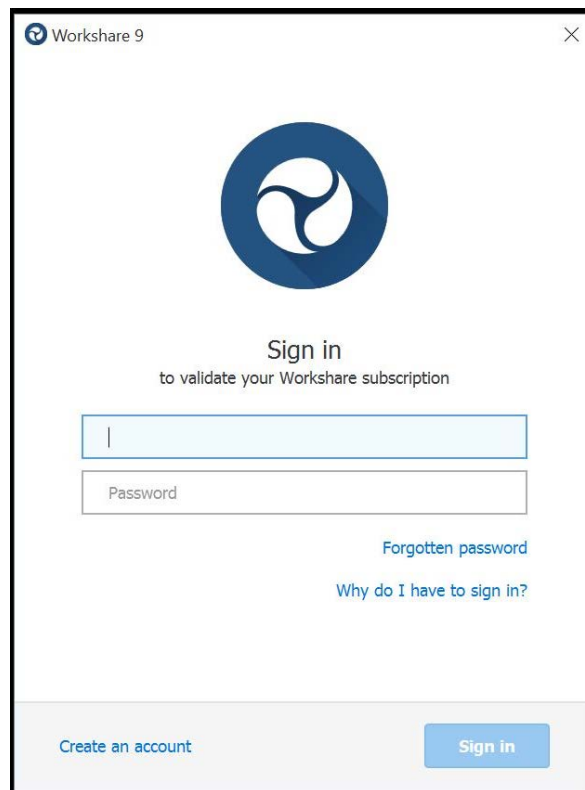 Workshare 9
Sign in
to validate your Workshare subscription
Password
Forgotten password
Why do I have to sign in?
Create an account
Sign in